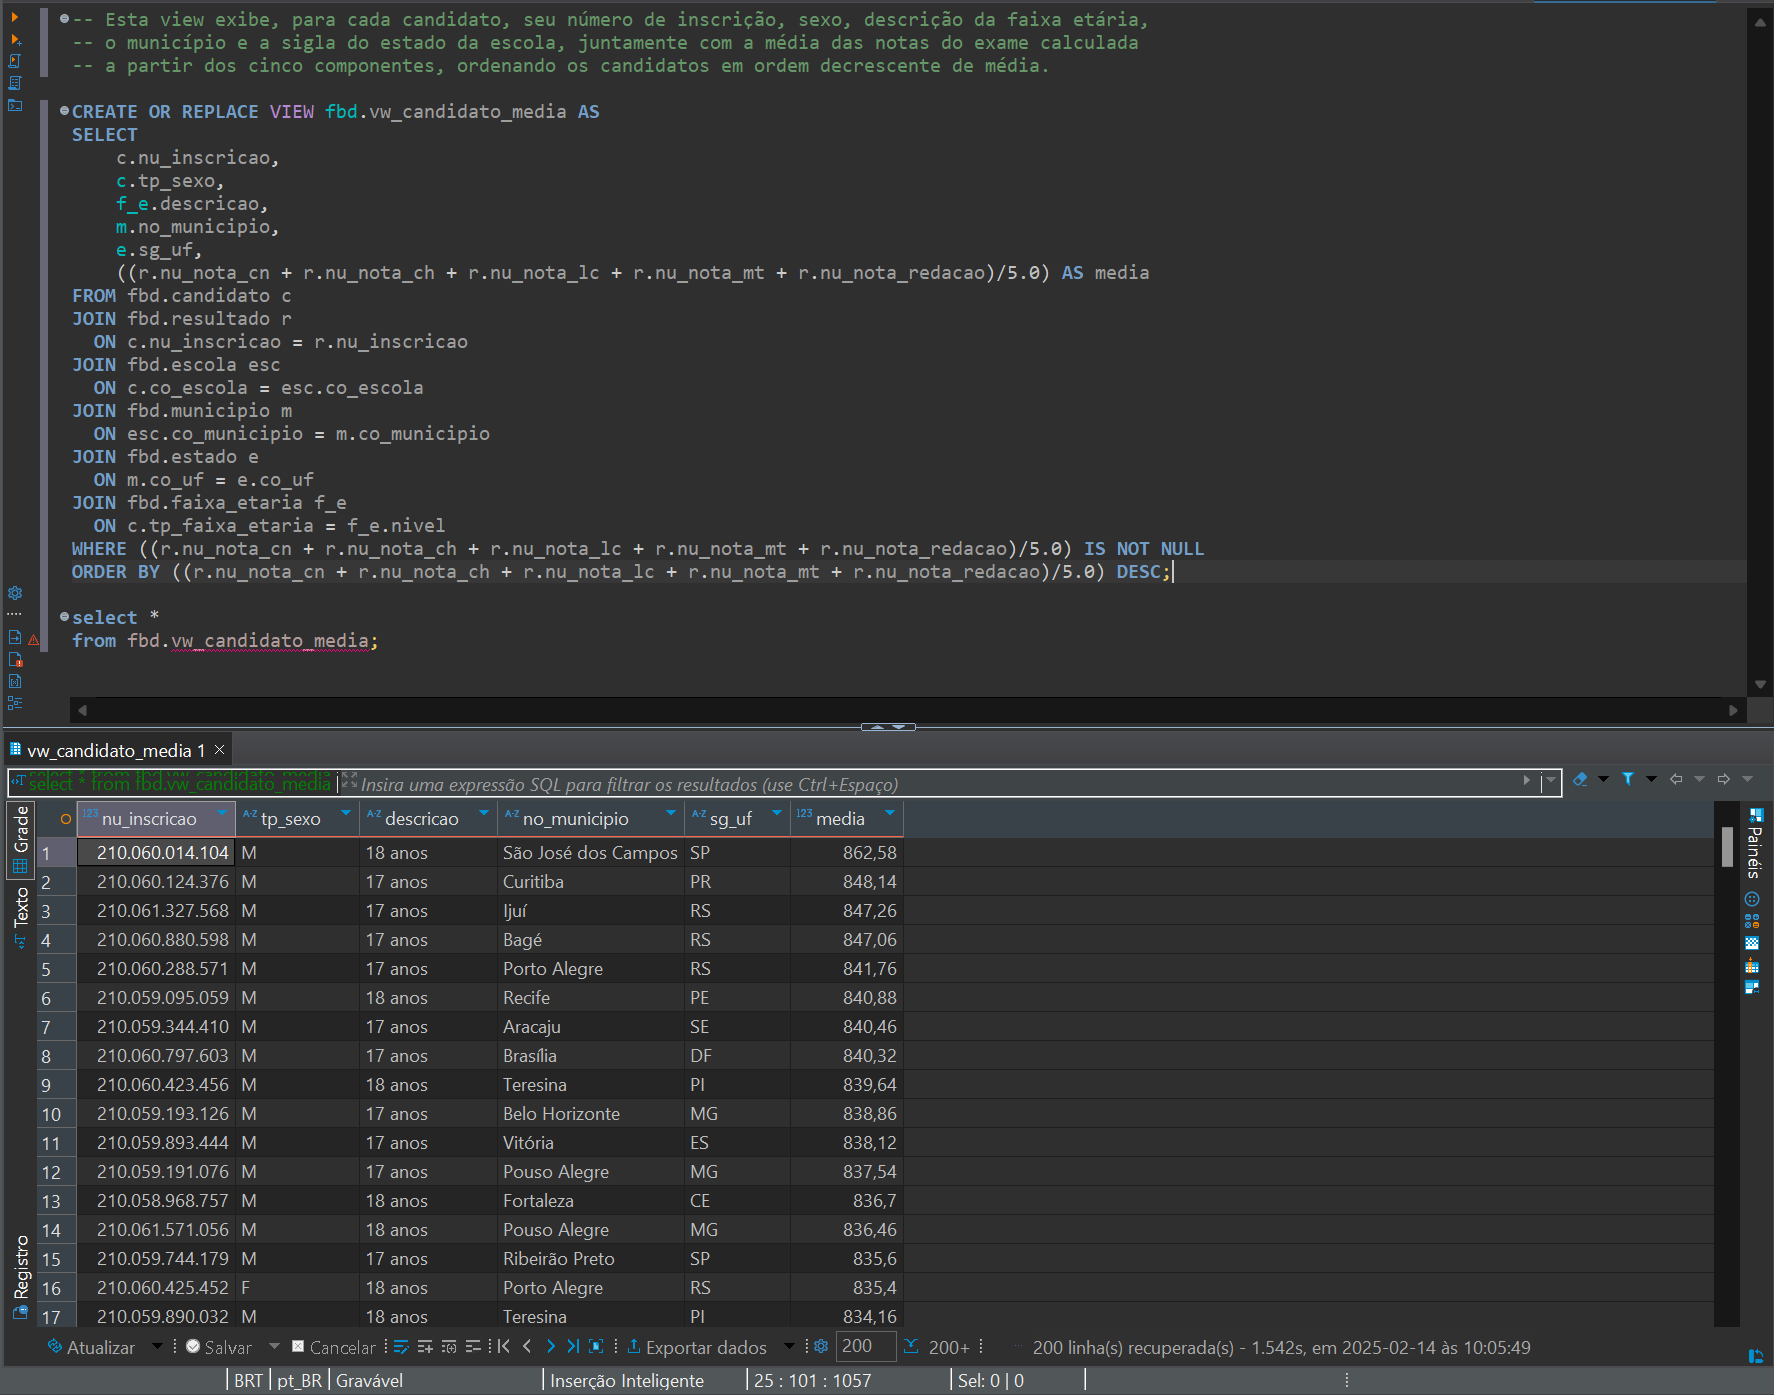 -- Esta view exibe, para cada candidato, seu número de inscrição, sexo, descrição da faixa etária,
-- o município e a sigla do estado da escola, juntamente com a média das notas do exame calculada
-- a partir dos cinco componentes, ordenando os candidatos em ordem decrescente de média.
CREATE OR REPLACE VIEW fbd.vw_candidato_media AS
SELECT
c.nu_inscricao,
c.tp_sexo,
f_e.descricao,
m.no_municipio,
e.sg_uf,
((r.nu_nota_cn + r.nu_nota_ch + r.nu_nota_lc + r.nu_nota_mt + r.nu_nota_redacao)/5.0) AS media
FROM fbd.candidato c
JOIN fbd.resultado r
ON c.nu_inscricao = r.nu_inscricao
JOIN fbd.escola esc
ON c.co_escola = esc.co_escola
JOIN fbd.municipio m
ON esc.co_municipio = m.co_municipio
JOIN fbd.estado e
ON m.co_uf = e.co_uf
JOIN fbd.faixa_etaria f_e
ON c.tp_faixa_etaria = f_e.nivel
WHERE ((r.nu_nota_cn + r.nu_nota_ch + r.nu_nota_lc + r.nu_nota_mt + r.nu_nota_redacao)/5.0) IS NOT NULL
ORDER BY ((r.nu_nota_cn + r.nu_nota_ch + r.nu_nota_lc + r.nu_nota_mt + r.nu_nota_redacao)/5.0) DESC;
select *
from fbd.vw_candidato_media;
vw_candidato_media 1
select * from fbd.vw_candidato_media Insira uma expressão SQL para filtrar os resultados (use Ctrl+Espaço)
Grade
Texto
Registro
Painéis
123 nu_inscricao A-Z tp_sexo A-Z descricao A-Z no_municipio A-Z sg_uf 123 media
1 210.060.014.104 M 18 anos São José dos Campos SP 862,58
2 210.060.124.376 M 17 anos Curitiba PR 848,14
3 210.061.327.568 M 17 anos Ijuí RS 847,26
4 210.060.880.598 M 17 anos Bagé RS 847,06
5 210.060.288.571 M 17 anos Porto Alegre RS 841,76
6 210.059.095.059 M 18 anos Recife PE 840,88
7 210.059.344.410 M 17 anos Aracaju SE 840,46
8 210.060.797.603 M 17 anos Brasília DF 840,32
9 210.060.423.456 M 18 anos Teresina PI 839,64
10 210.059.193.126 M 17 anos Belo Horizonte MG 838,86
11 210.059.893.444 M 17 anos Vitória ES 838,12
12 210.059.191.076 M 17 anos Pouso Alegre MG 837,54
13 210.058.968.757 M 18 anos Fortaleza CE 836,7
14 210.061.571.056 M 18 anos Pouso Alegre MG 836,46
15 210.059.744.179 M 17 anos Ribeirão Preto SP 835,6
16 210.060.425.452 F 18 anos Porto Alegre RS 835,4
17 210.059.890.032 M 18 anos Teresina PI 834,16
Atualizar Salvar Cancelar Exportar dados 200 200+ 200 linha(s) recuperada(s) - 1.542s, em 2025-02-14 às 10:05:49
BRT pt_BR Gravável Inserção Inteligente 25 : 101 : 1057 Sel: 0 | 0